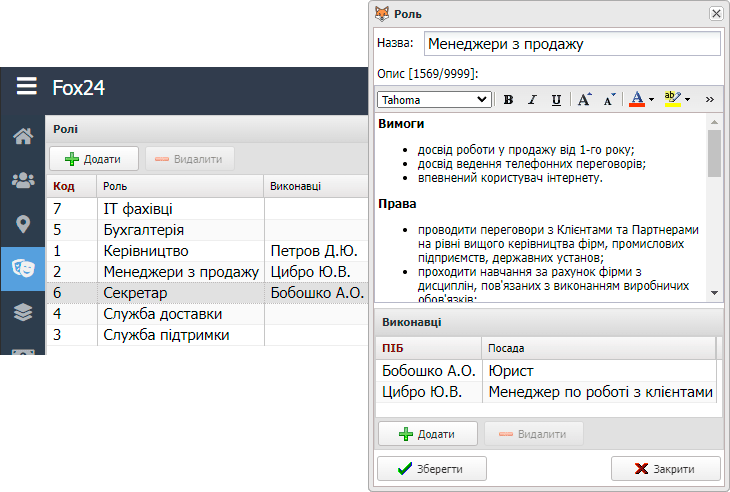 Fox24
Ролі
Додати
Видалити
Код Роль Виконавці
7 IT фахівці
5 Бухгалтерія
1 Керівництво Петров Д.Ю.
2 Менеджери з продажу Цибро Ю.В.
6 Секретар Бобошко А.О.
4 Служба доставки
3 Служба підтримки
Роль
Назва: Менеджери з продажу
Опис [1569/9999]:
Tahoma B I U A A A ab »
Вимоги
досвід роботи у продажу від 1-го року;
досвід ведення телефонних переговорів;
впевнений користувач інтернету.
Права
проводити переговори з Клієнтами та Партнерами
на рівні вищого керівництва фірм, промислових
підприємств, державних установ;
проходити навчання за рахунок фірми з
дисциплін, пов'язаних з виконанням виробничих
обов'язків;
Виконавці
ПІБ Посада
Бобошко А.О. Юрист
Цибро Ю.В. Менеджер по роботі з клієнтами
Додати
Видалити
Зберегти
Закрити